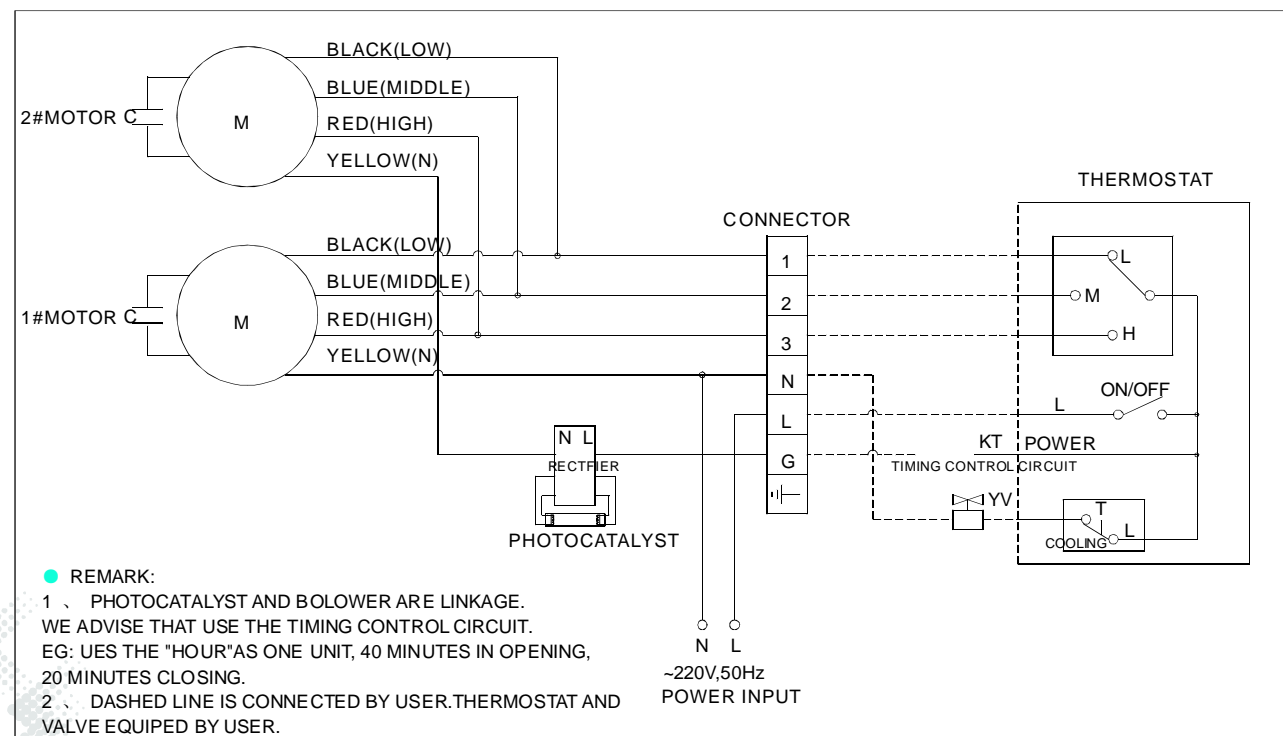 BLACK(LOW)
BLUE(MIDDLE)
2#MOTOR C
M
RED(HIGH)
YELLOW(N)
THERMOSTAT
CONNECTOR
BLACK(LOW)
BLUE(MIDDLE)
1#MOTOR C
M
RED(HIGH)
YELLOW(N)
1
2
3
N
L
G
L
M
H
ON/OFF
L
KT POWER
TIMING CONTROL CIRCUIT
YV
T
L
COOLING
N L
RECTFIER
PHOTOCATALYST
REMARK:
1 、 PHOTOCATALYST AND BOLOWER ARE LINKAGE.
WE ADVISE THAT USE THE TIMING CONTROL CIRCUIT.
EG: UES THE "HOUR"AS ONE UNIT, 40 MINUTES IN OPENING,
20 MINUTES CLOSING.
2 、 DASHED LINE IS CONNECTED BY USER.THERMOSTAT AND
VALVE EQUIPED BY USER.
N L
~220V,50Hz
POWER INPUT